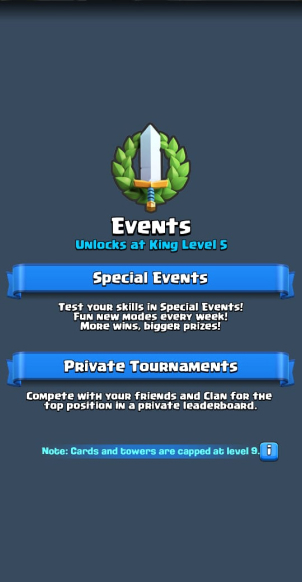 Events
Unlocks at King Level 5
Special Events
Test your skills in Special Events!
Fun new modes every week!
More wins, bigger prizes!
Private Tournaments
Compete with your friends and Clan for the
top position in a private leaderboard.
Note: Cards and towers are capped at level 9. i